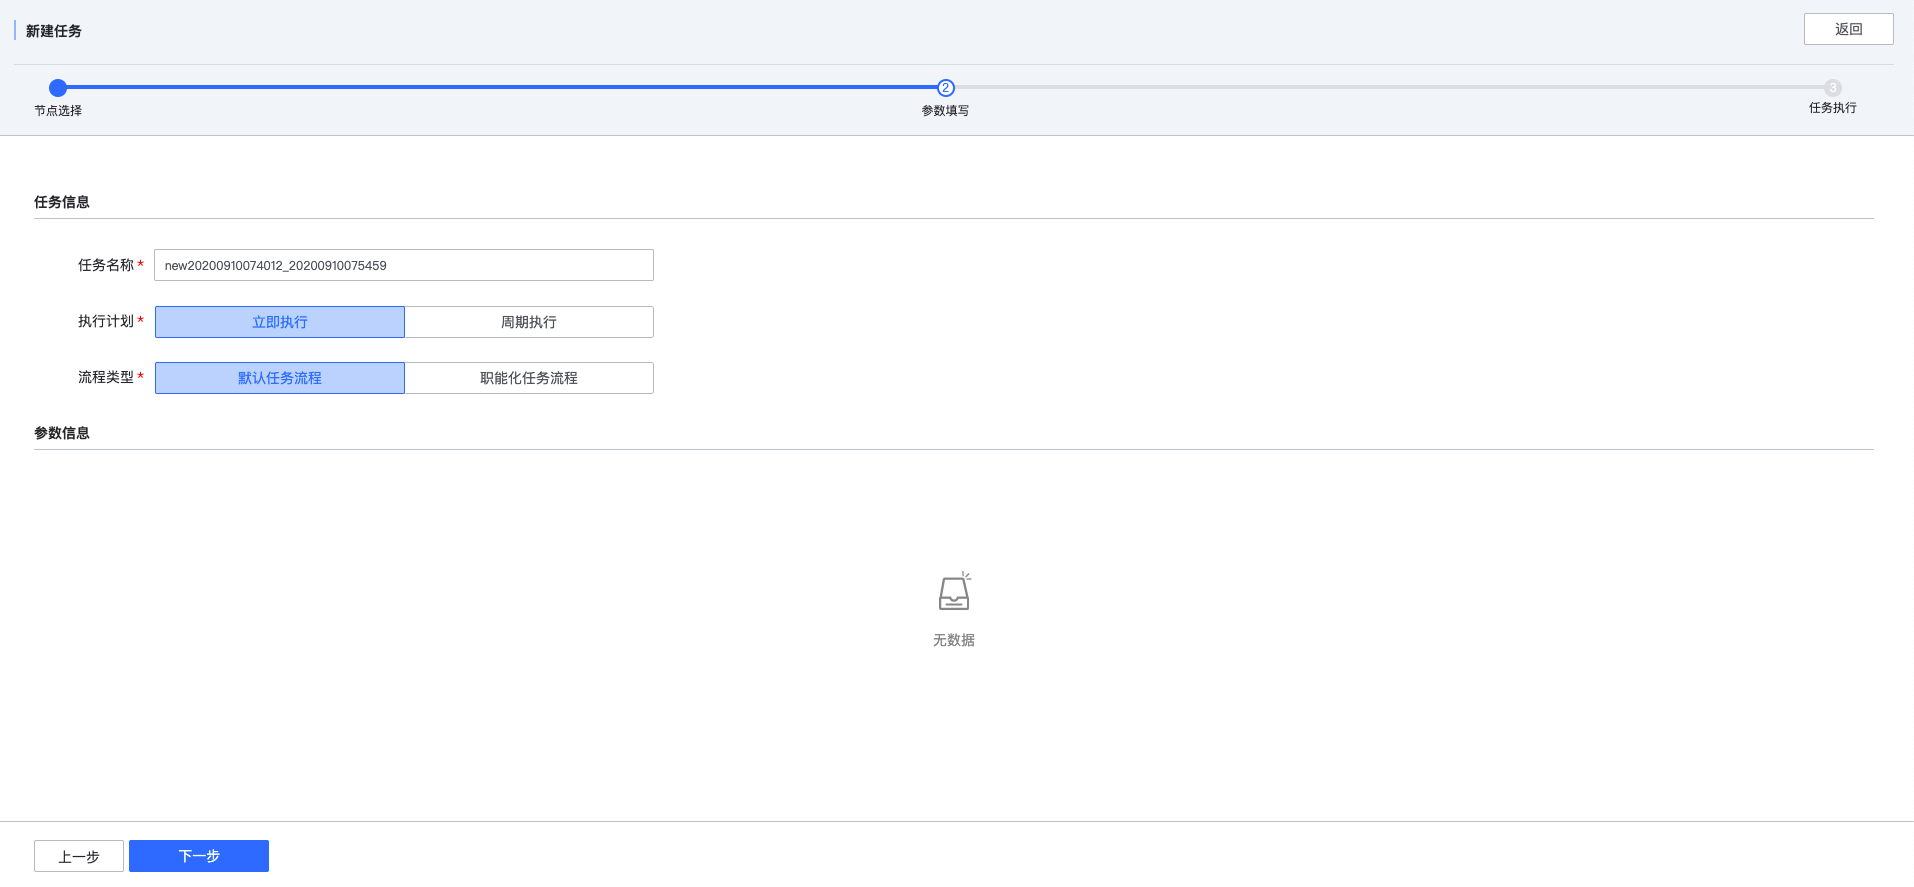 新建任务
返回
2
3
节点选择
参数填写
任务执行
任务信息
任务名称 *
new20200910074012_20200910075459
执行计划 *
立即执行
周期执行
流程类型 *
默认任务流程
职能化任务流程
参数信息
无数据
上一步
下一步